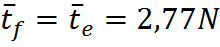 t̄_f = t̄_e = 2,77N